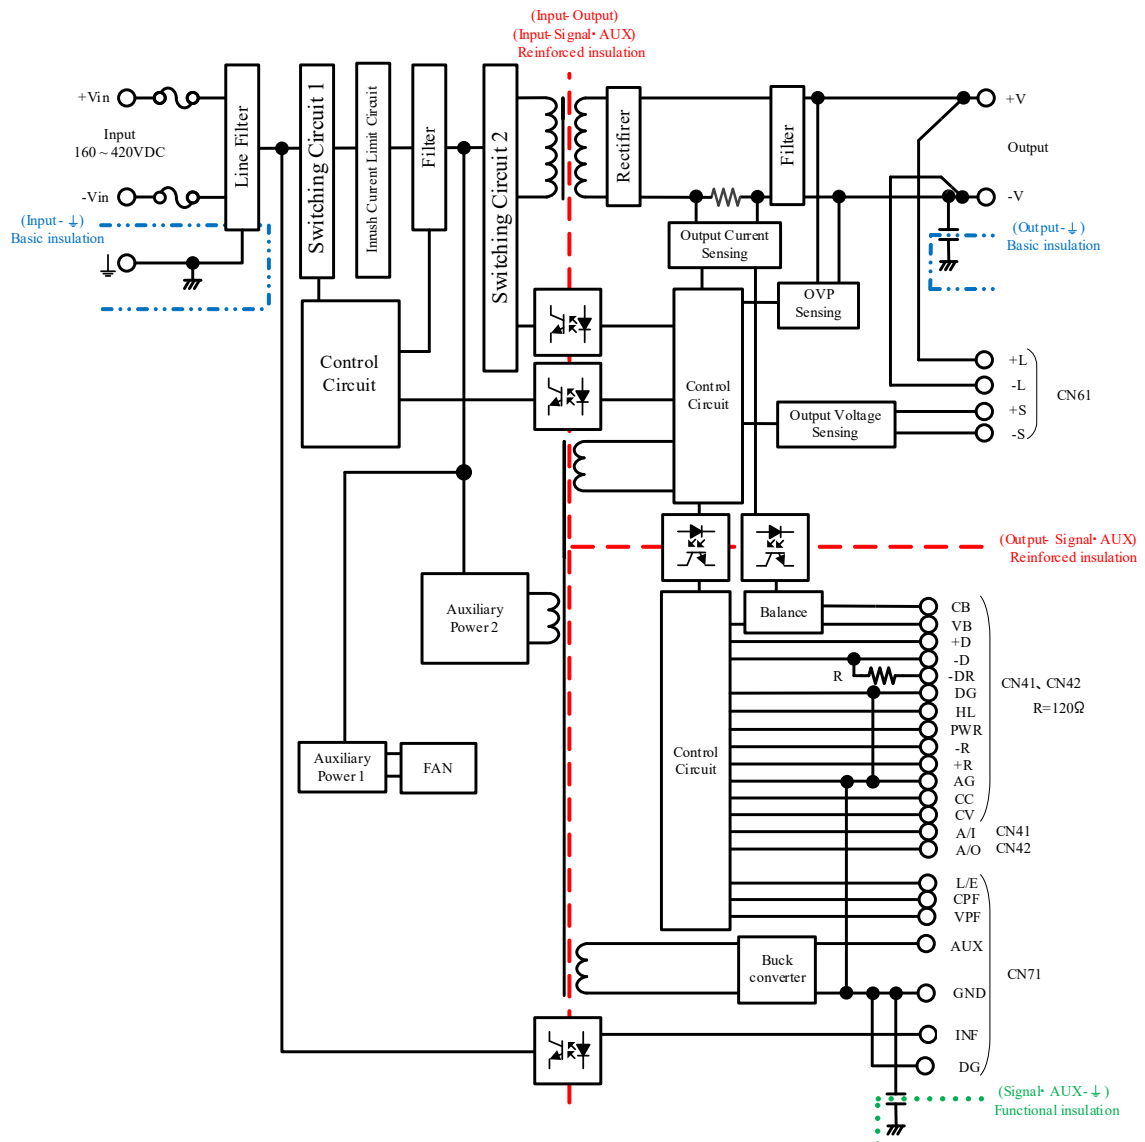 (Input- Output)
(Input- Signal・AUX)
Reinforced insulation
+Vin
Input
160 ~ 420VDC
-Vin
(Input- ⏚)
Basic insulation
Line Filter
Switching Circuit 1
Inrush Current Limit Circuit
Filter
Switching Circuit 2
Rectifirer
Filter
+V
Output
-V
(Output- ⏚)
Basic insulation
Output Current
Sensing
OVP
Sensing
Control
Circuit
Control
Circuit
Output Voltage
Sensing
+L
-L
+S
-S
CN61
(Output- Signal・AUX)
Reinforced insulation
Auxiliary
Power 2
Balance
Auxiliary
Power 1
FAN
Control
Circuit
R
CB
VB
+D
-D
-DR
DG
HL
PWR
-R
+R
AG
CC
CV
A/I
A/O
CN41、CN42
R=120Ω
CN41
CN42
L/E
CPF
VPF
AUX
GND
INF
DG
CN71
Buck
converter
(Signal・AUX- ⏚)
Functional insulation